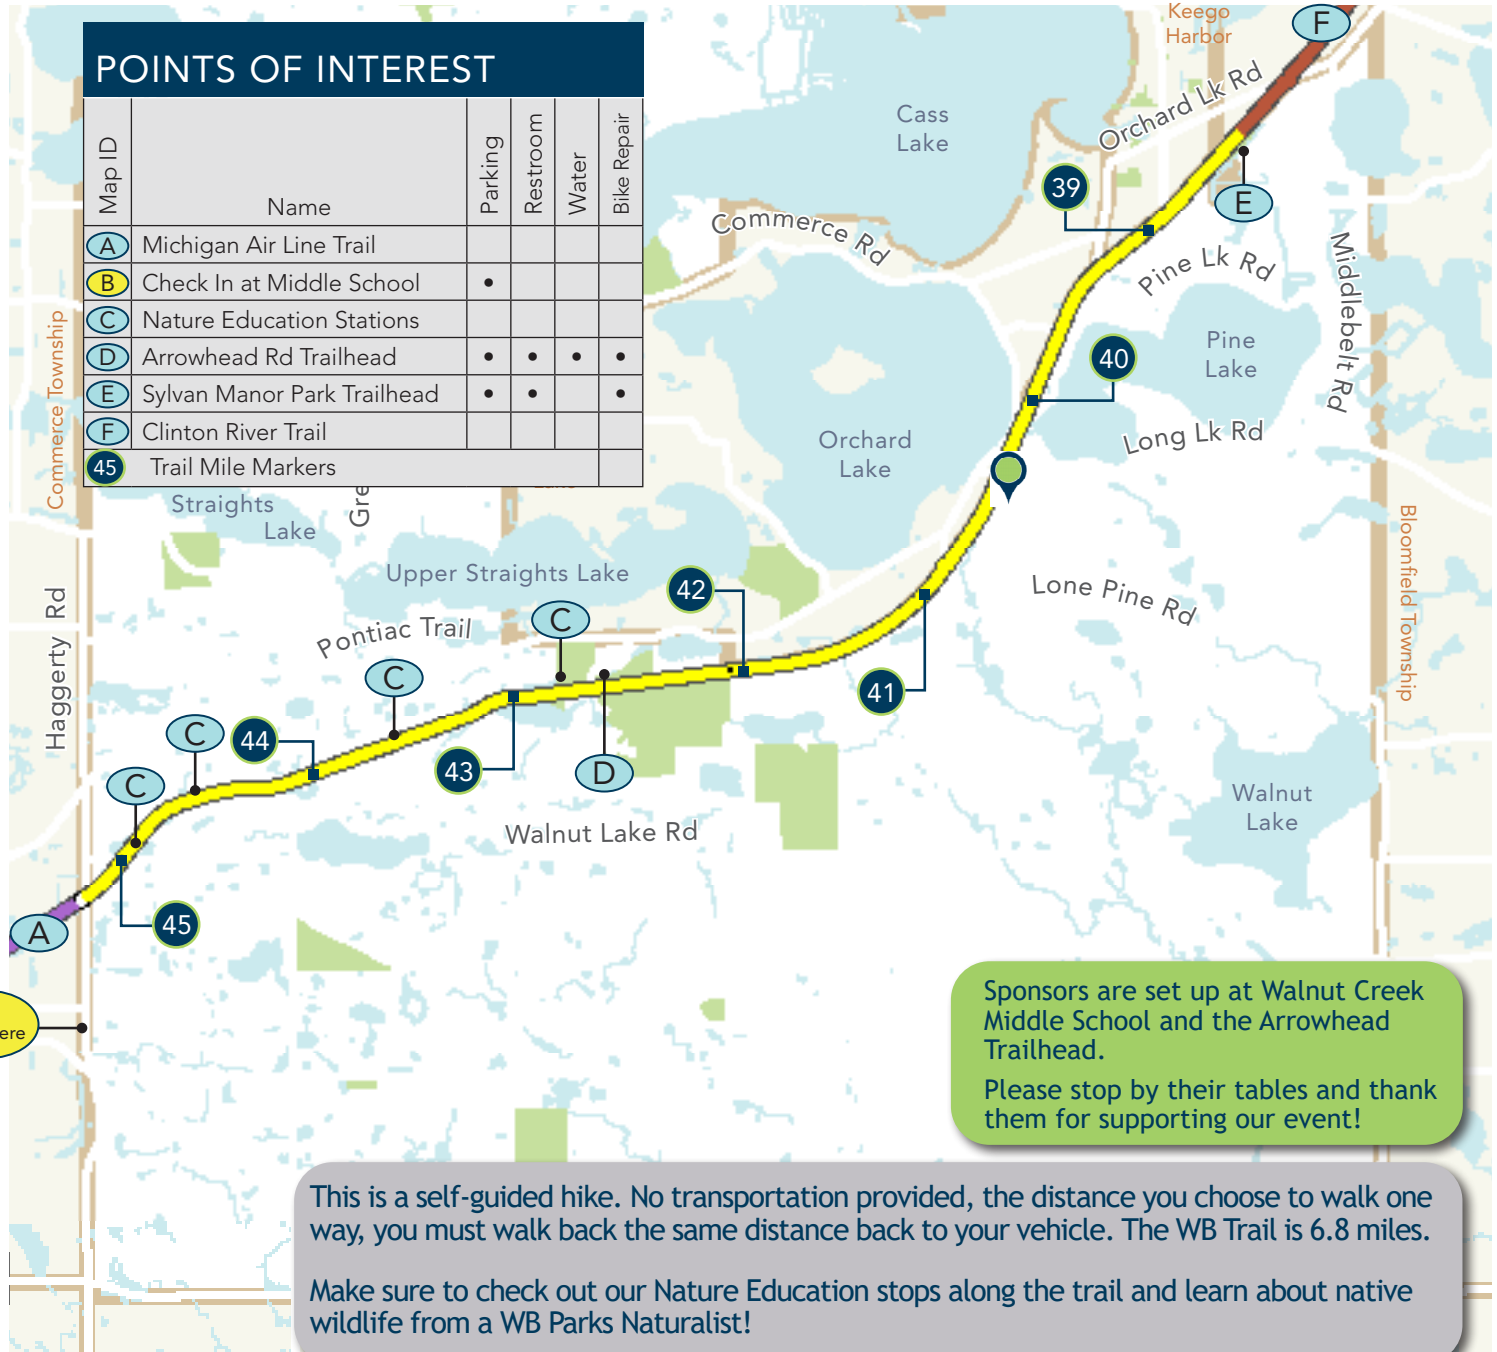 POINTS OF INTEREST
Map ID
Name
Parking
Restroom
Water
Bike Repair
A Michigan Air Line Trail
B Check In at Middle School •
C Nature Education Stations
D Arrowhead Rd Trailhead • • • •
E Sylvan Manor Park Trailhead • • •
F Clinton River Trail
45 Trail Mile Markers
Keego
Harbor
F
Orchard Lk Rd
Cass
Lake
39
E
Commerce Rd
Pine Lk Rd
Middlebelt Rd
Commerce Township
Pine
Lake
40
Long Lk Rd
Orchard
Lake
Straights
Lake
Gre
Upper Straights Lake
Bloomfield Township
Lone Pine Rd
42
Haggerty Rd
Pontiac Trail
C
C
41
C
44
43
D
C
Walnut
Lake
Walnut Lake Rd
A
45
ere
Sponsors are set up at Walnut Creek
Middle School and the Arrowhead
Trailhead.
Please stop by their tables and thank
them for supporting our event!
This is a self-guided hike. No transportation provided, the distance you choose to walk one
way, you must walk back the same distance back to your vehicle. The WB Trail is 6.8 miles.
Make sure to check out our Nature Education stops along the trail and learn about native
wildlife from a WB Parks Naturalist!